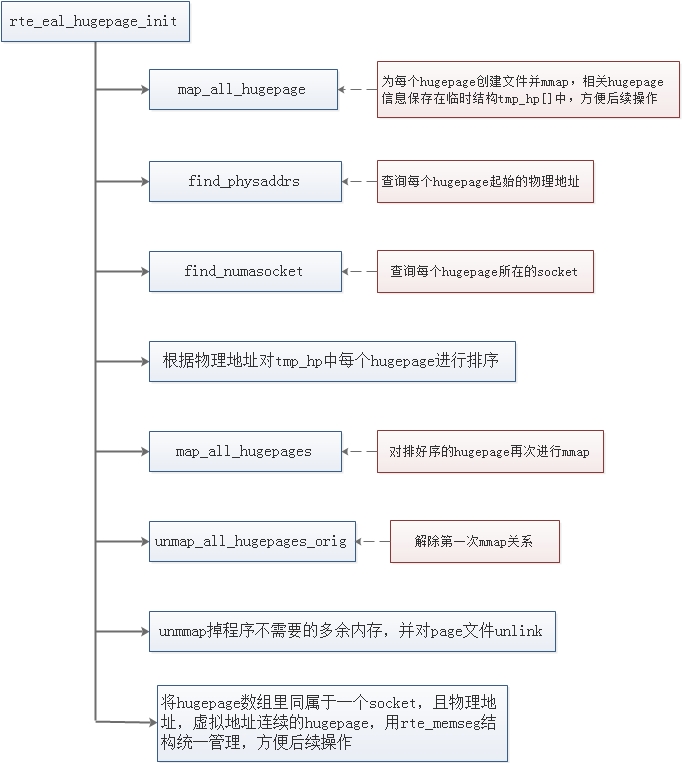 rte_eal_hugepage_init
map_all_hugepage
为每个hugepage创建文件并mmap，相关hugepage
信息保存在临时结构tmp_hp[]中，方便后续操作
find_physaddrs
查询每个hugepage起始的物理地址
find_numasocket
查询每个hugepage所在的socket
根据物理地址对tmp_hp中每个hugepage进行排序
map_all_hugepages
对排好序的hugepage再次进行mmap
unmap_all_hugepages_orig
解除第一次mmap关系
unmmap掉程序不需要的多余内存，并对page文件unlink
将hugepage数组里同属于一个socket，且物理地
址，虚拟地址连续的hugepage，用rte_memseg结
构统一管理，方便后续操作